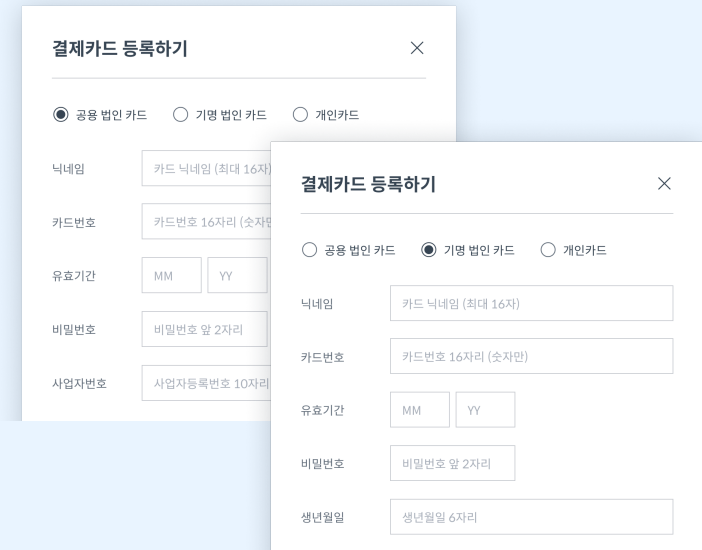 결제카드 등록하기
공용 법인 카드 기명 법인 카드 개인카드
닉네임 카드 닉네임 (최대 16자)
카드번호 카드번호 16자리 (숫자만
유효기간 MM YY
비밀번호 비밀번호 앞 2자리
사업자번호 사업자등록번호 10자리
결제카드 등록하기
공용 법인 카드 기명 법인 카드 개인카드
닉네임 카드 닉네임 (최대 16자)
카드번호 카드번호 16자리 (숫자만)
유효기간 MM YY
비밀번호 비밀번호 앞 2자리
생년월일 생년월일 6자리